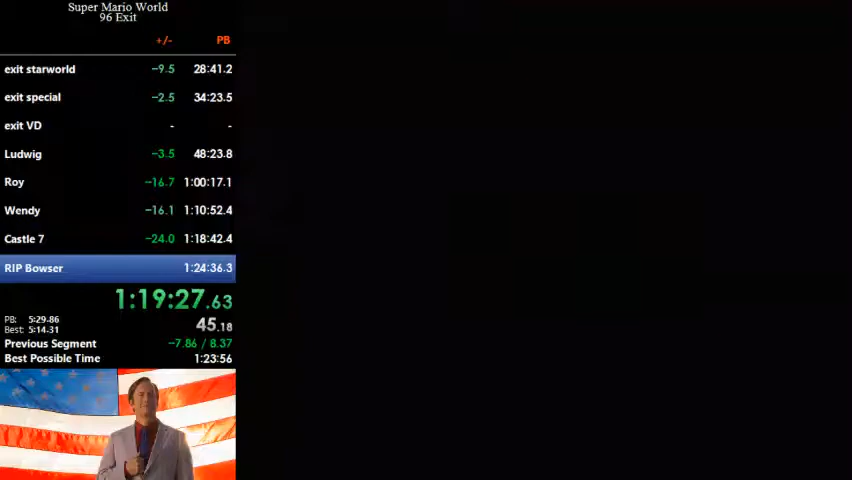 Super Mario World
96 Exit
+/- PB
exit starworld −9.5 28:41.2
exit special −2.5 34:23.5
exit VD - -
Ludwig −3.5 48:23.8
Roy −16.7 1:00:17.1
Wendy −16.1 1:10:52.4
Castle 7 −24.0 1:18:42.4
RIP Bowser 1:24:36.3
1:19:27.63
PB: 5:29.86
Best: 5:14.31
45.18
Previous Segment −7.86 / 8.37
Best Possible Time 1:23:56